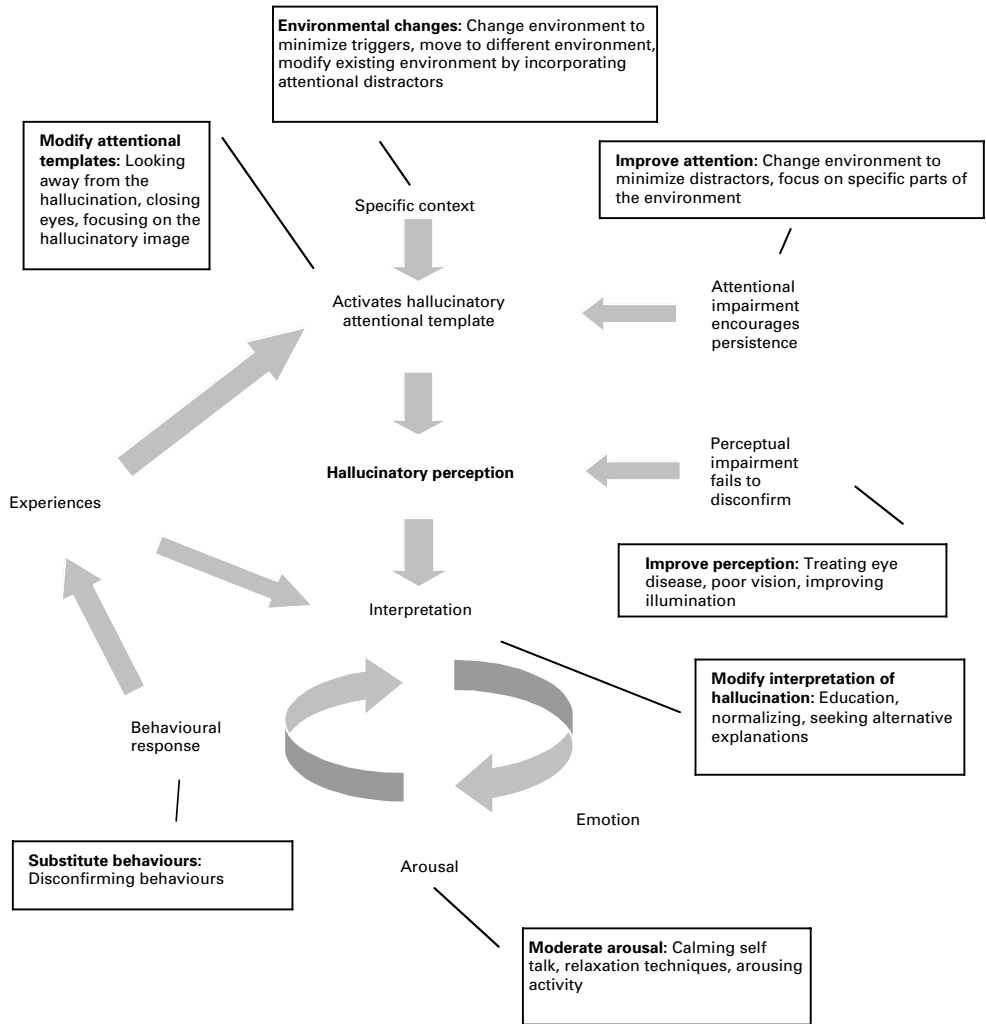 Environmental changes: Change environment to
minimize triggers, move to different environment,
modify existing environment by incorporating
attentional distractors
Modify attentional
templates: Looking
away from the
hallucination, closing
eyes, focusing on the
hallucinatory image
Improve attention: Change environment to
minimize distractors, focus on specific parts of
the environment
Specific context
Activates hallucinatory
attentional template
Attentional
impairment
encourages
persistence
Hallucinatory perception
Perceptual
impairment
fails to
disconfirm
Experiences
Improve perception: Treating eye
disease, poor vision, improving
illumination
Interpretation
Modify interpretation of
hallucination: Education,
normalizing, seeking alternative
explanations
Behavioural
response
Emotion
Substitute behaviours:
Disconfirming behaviours
Arousal
Moderate arousal: Calming self
talk, relaxation techniques, arousing
activity